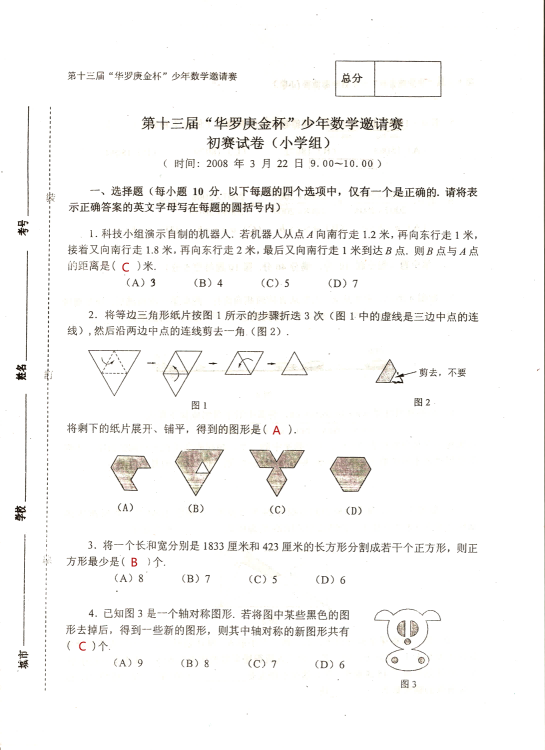 第十三届“华罗庚金杯”少年数学邀请赛
总分
第十三届“华罗庚金杯”少年数学邀请赛
初赛试卷（小学组）
（ 时间: 2008 年 3 月 22 日 9.00~10.00 ）
一、选择题（每小题 10 分. 以下每题的四个选项中，仅有一个是正确的. 请将表
示正确答案的英文字母写在每题的圆括号内）
1. 科技小组演示自制的机器人. 若机器人从点 A 向南行走 1.2 米, 再向东行走 1 米,
接着又向南行走 1.8 米, 再向东行走 2 米, 最后又向南行走 1 米到达 B 点. 则 B 点与 A 点
的距离是( C )米.
(A) 3 (B) 4 (C) 5 (D) 7
2. 将等边三角形纸片按图 1 所示的步骤折迭 3 次（图 1 中的虚线是三边中点的连
线）, 然后沿两边中点的连线剪去一角（图 2）.
剪去，不要
图 1
图 2
将剩下的纸片展开、铺平，得到的图形是( A ).
(A) (B) (C) (D)
3. 将一个长和宽分别是 1833 厘米和 423 厘米的长方形分割成若干个正方形，则正
方形最少是( B )个.
(A) 8 (B) 7 (C) 5 (D) 6
4. 已知图 3 是一个轴对称图形. 若将图中某些黑色的图
形去掉后，得到一些新的图形，则其中轴对称的新图形共有
( C )个.
(A) 9 (B) 8 (C) 7 (D) 6
图 3
考号
姓名
学校
城市
装
订